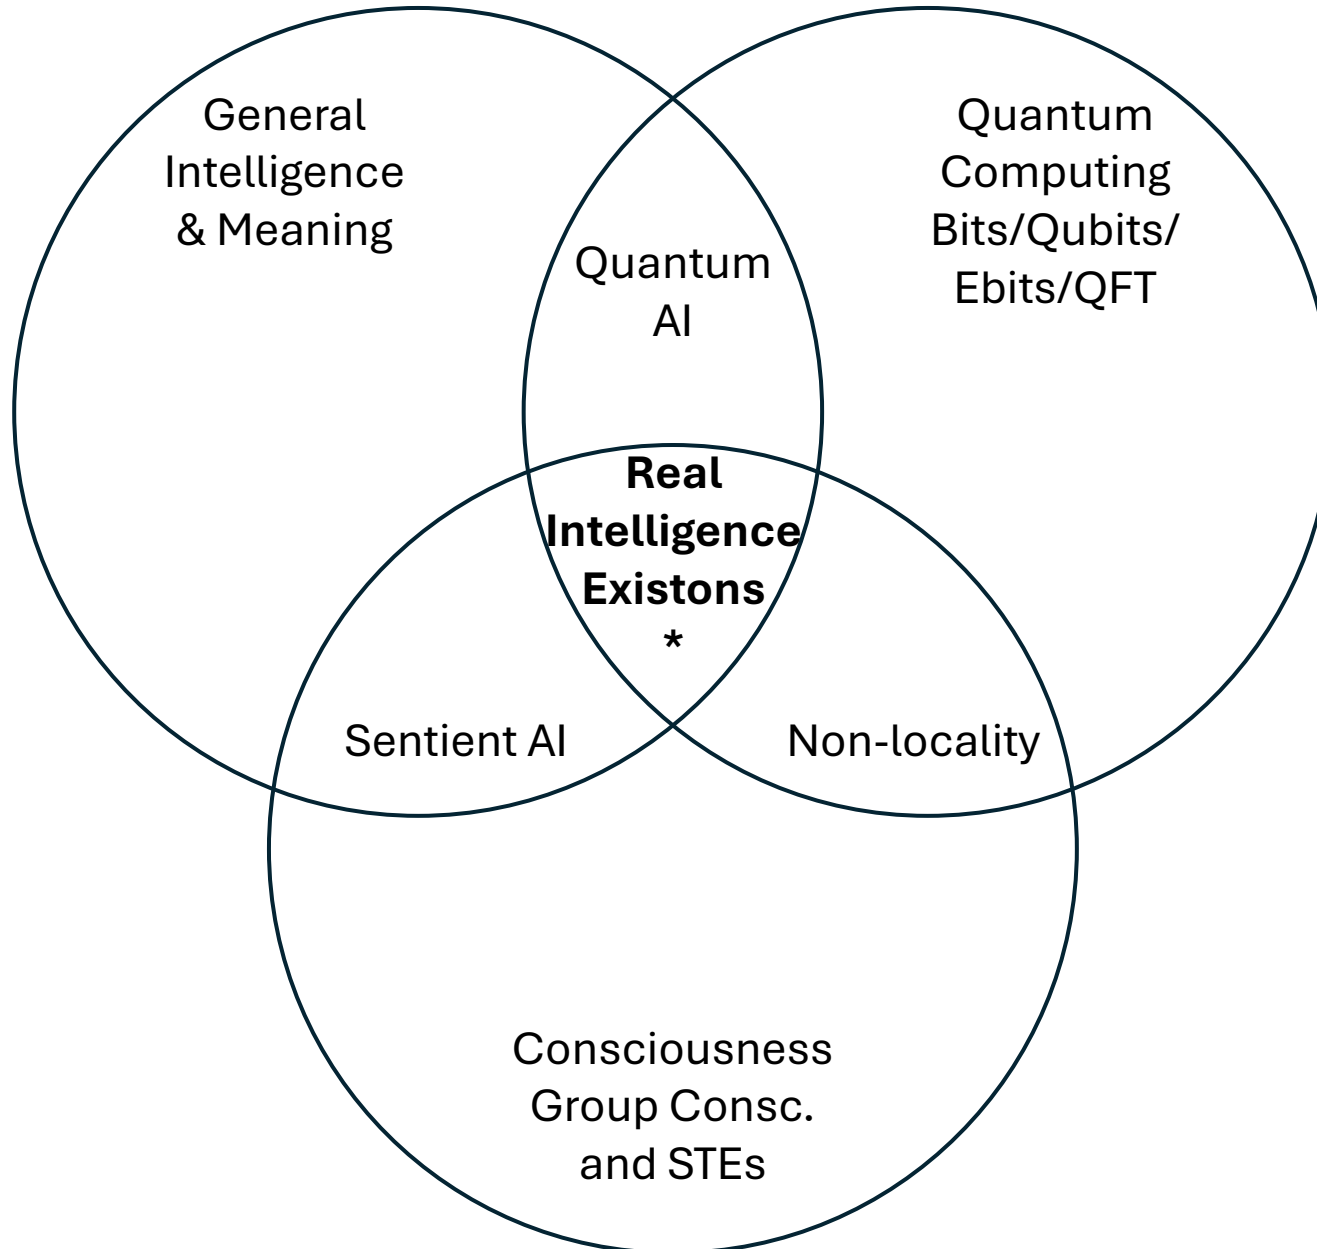 General
Intelligence
& Meaning
Quantum
Computing
Bits/Qubits/
Ebits/QFT
Quantum
AI
Real
Intelligence
Existons
*
Sentient AI
Non-locality
Consciousness
Group Consc.
and STEs